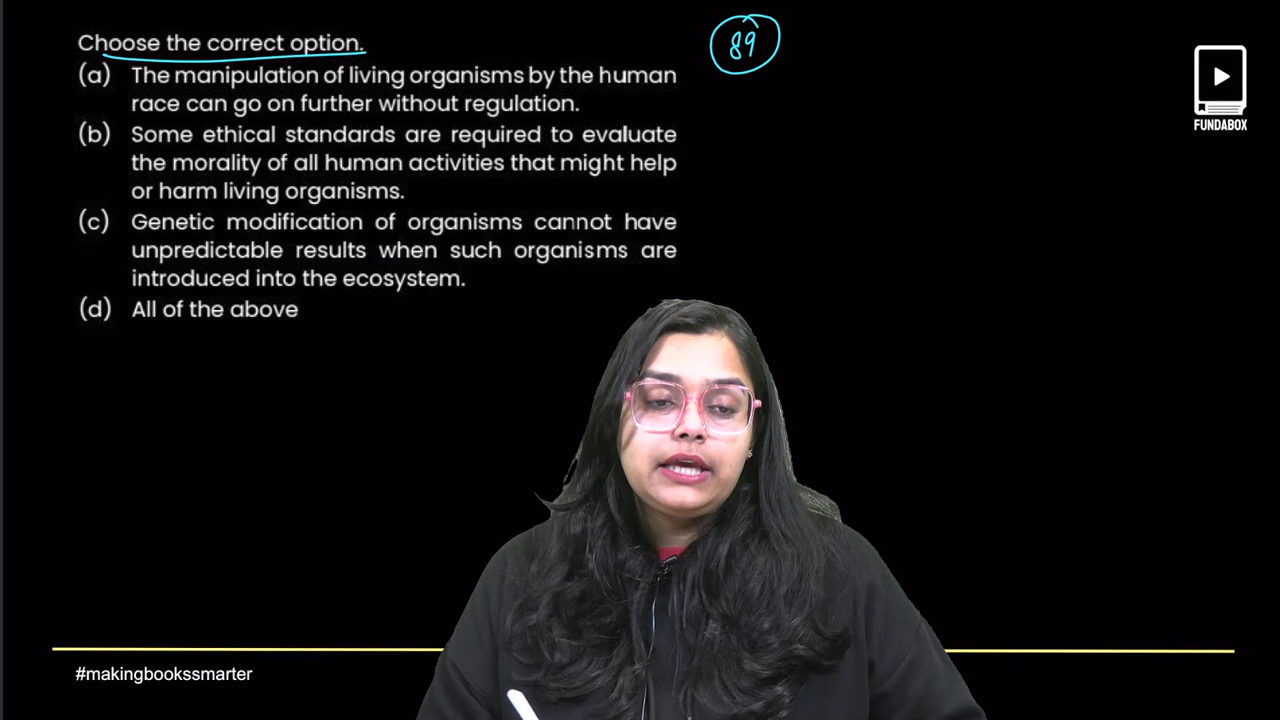 Choose the correct option.
89
(a) The manipulation of living organisms by the human
race can go on further without regulation.
(b) Some ethical standards are required to evaluate
the morality of all human activities that might help
or harm living organisms.
(c) Genetic modification of organisms cannot have
unpredictable results when such organisms are
introduced into the ecosystem.
(d) All of the above
FUNDABOX
#makingbookssmarter